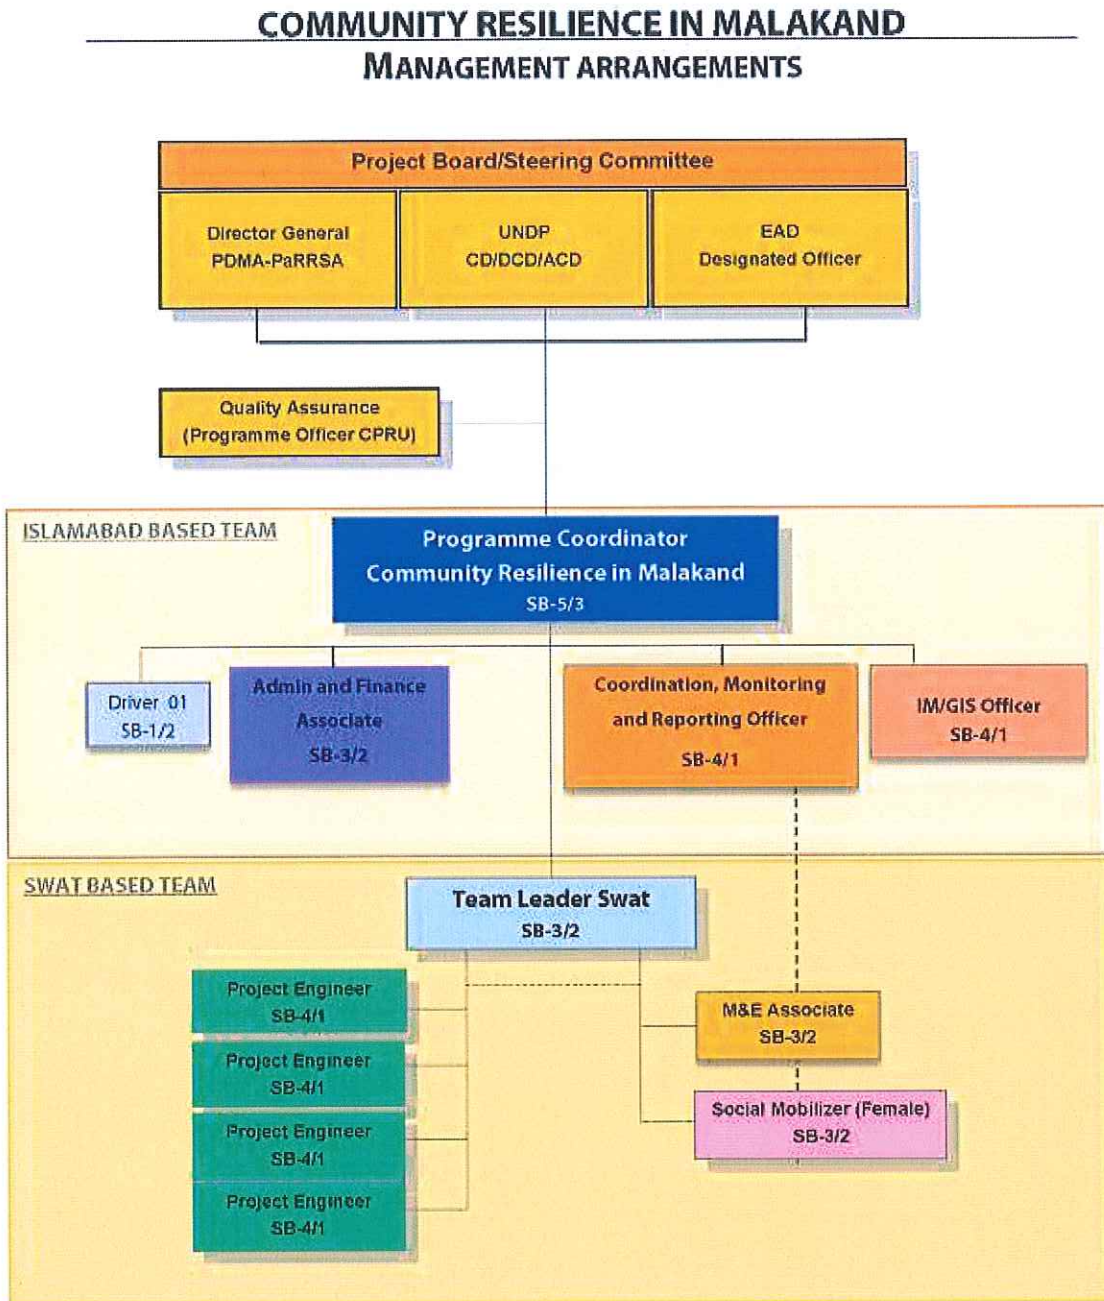 COMMUNITY RESILIENCE IN MALAKAND
MANAGEMENT ARRANGEMENTS
Project Board/Steering Committee
Director General
PDMA-PaRRSA
UNDP
CD/DCD/ACD
EAD
Designated Officer
Quality Assurance
(Programme Officer CPRU)
ISLAMABAD BASED TEAM
Programme Coordinator
Community Resilience in Malakand
SB-5/3
Driver 01
SB-1/2
Admin and Finance
Associate
SB-3/2
Coordination, Monitoring
and Reporting Officer
SB-4/1
IM/GIS Officer
SB-4/1
SWAT BASED TEAM
Team Leader Swat
SB-3/2
Project Engineer
SB-4/1
Project Engineer
SB-4/1
Project Engineer
SB-4/1
Project Engineer
SB-4/1
M&E Associate
SB-3/2
Social Mobilizer (Female)
SB-3/2